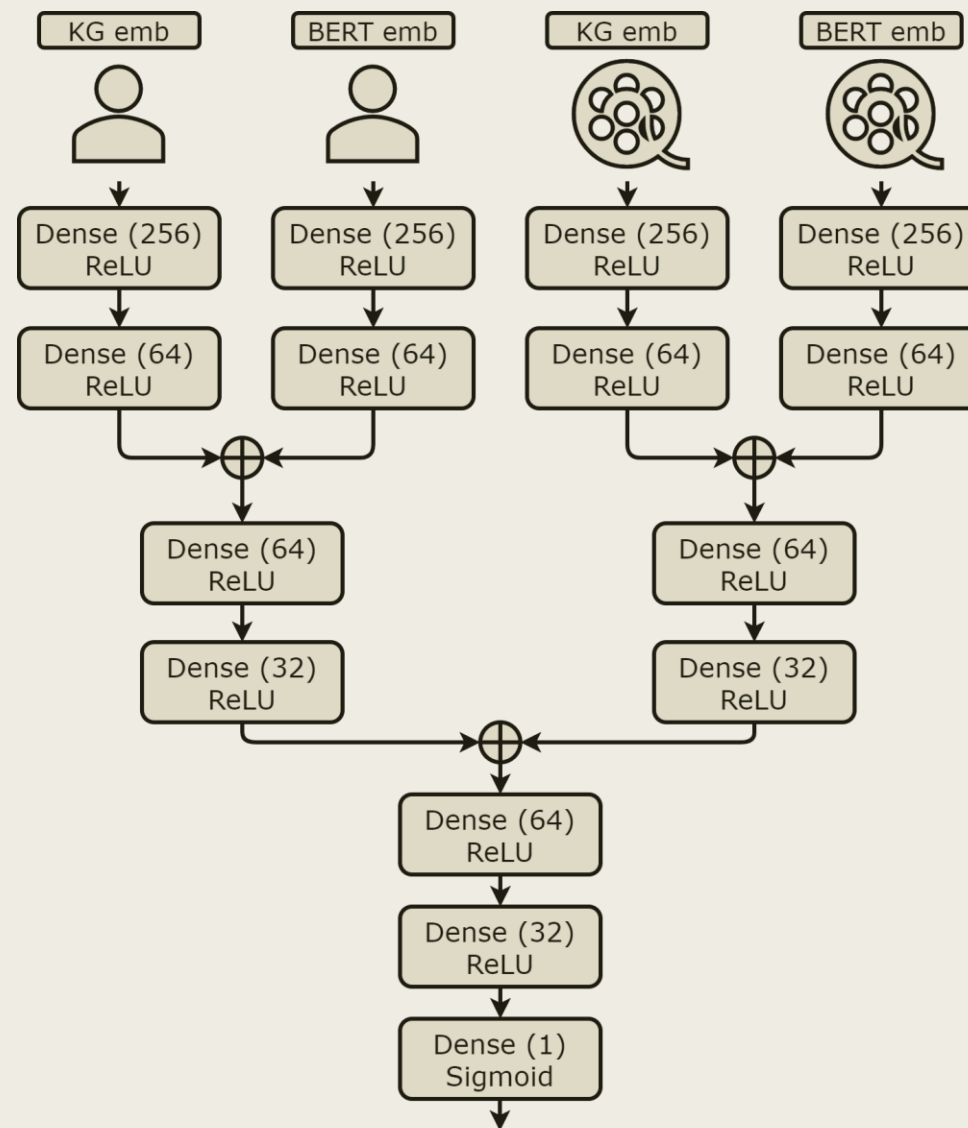 KG emb
BERT emb
KG emb
BERT emb
Dense (256)
ReLU
Dense (256)
ReLU
Dense (256)
ReLU
Dense (256)
ReLU
Dense (64)
ReLU
Dense (64)
ReLU
Dense (64)
ReLU
Dense (64)
ReLU
Dense (64)
ReLU
Dense (64)
ReLU
Dense (32)
ReLU
Dense (32)
ReLU
Dense (64)
ReLU
Dense (32)
ReLU
Dense (1)
Sigmoid